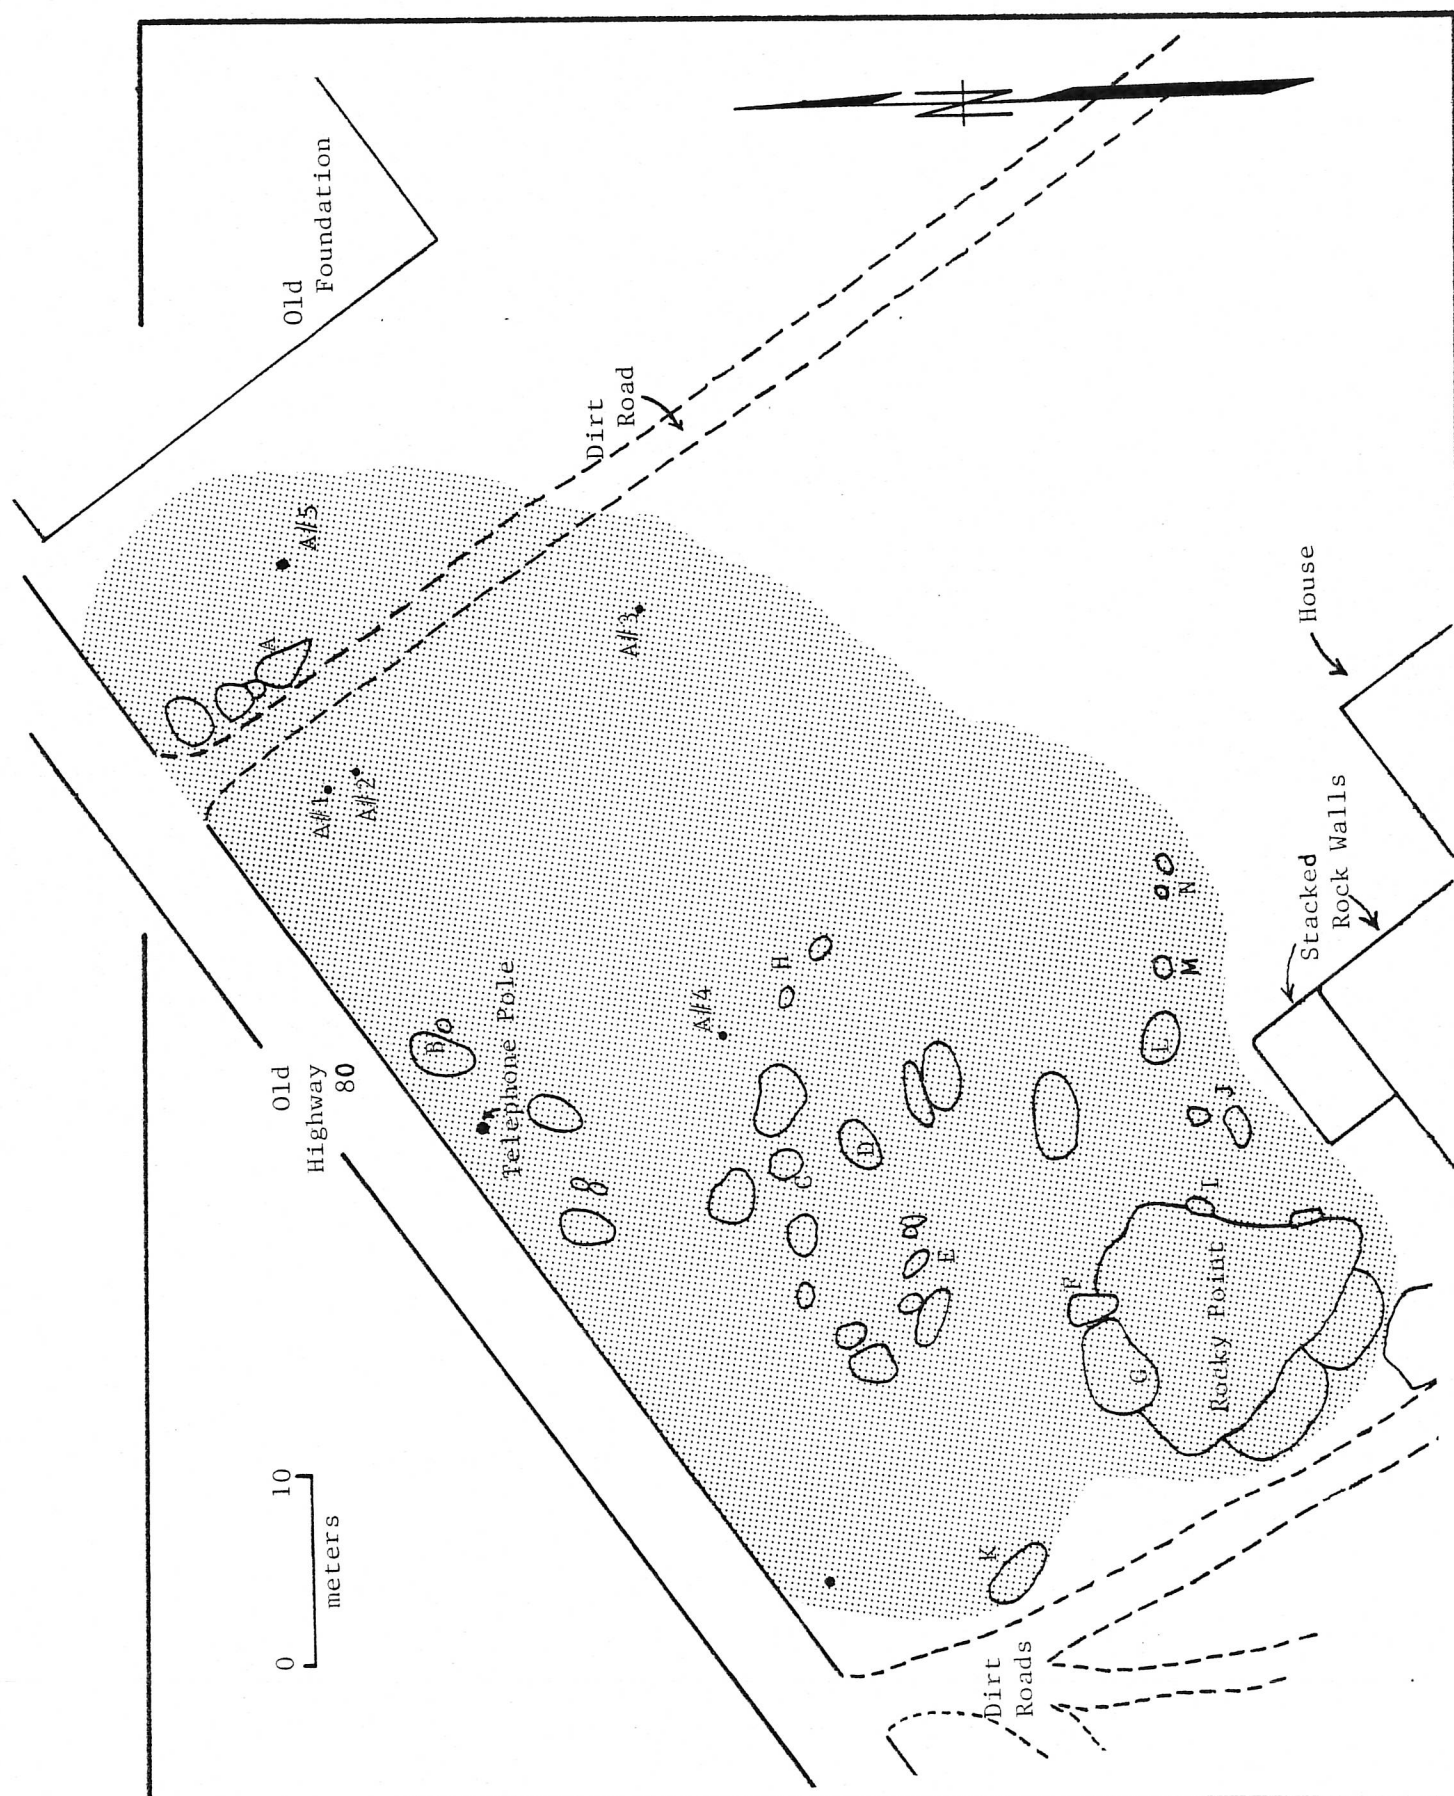 Old
Foundation
A#5
A
Dirt
Road
A#3
A#1
A#2
House
Stacked
Rock Walls
N
M
L
H
A#4
B
Telephone Pole
Old
Highway
80
J
I
D
C
E
F
G
Rocky Point
K
0 10
meters
Dirt
Roads
N